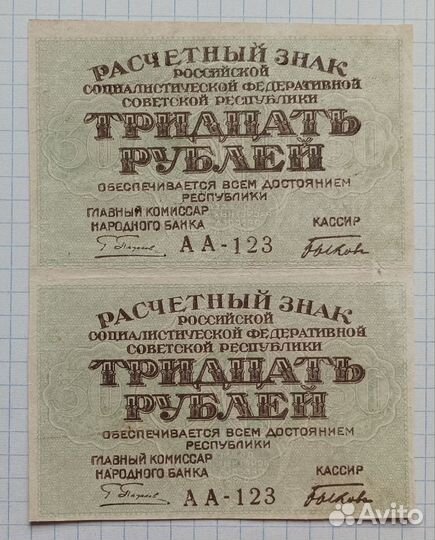 РАСЧЕТНЫЙ ЗНАК
РОССИЙСКОЙ
СОЦИАЛИСТИЧЕСКОЙ ФЕДЕРАТИВНОЙ
СОВЕТСКОЙ РЕСПУБЛИКИ
ТРИДЦАТЬ
РУБЛЕЙ
ОБЕСПЕЧИВАЕТСЯ ВСЕМ ДОСТОЯНИЕМ
РЕСПУБЛИКИ
ГЛАВНЫЙ КОМИССАР
НАРОДНОГО БАНКА КАССИР
АА-123 Быков
РАСЧЕТНЫЙ ЗНАК
РОССИЙСКОЙ
СОЦИАЛИСТИЧЕСКОЙ ФЕДЕРАТИВНОЙ
СОВЕТСКОЙ РЕСПУБЛИКИ
ТРИДЦАТЬ
РУБЛЕЙ
ОБЕСПЕЧИВАЕТСЯ ВСЕМ ДОСТОЯНИЕМ
РЕСПУБЛИКИ
ГЛАВНЫЙ КОМИССАР
НАРОДНОГО БАНКА КАССИР
АА-123 Быков
Avito